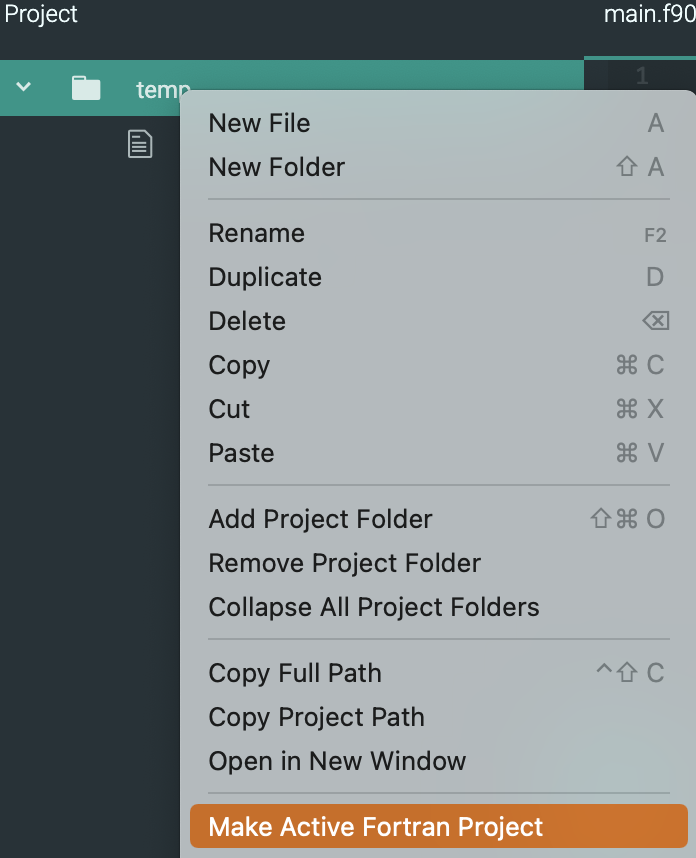 Project main.f90
temp 1
New File A
New Folder ⇧ A
Rename F2
Duplicate D
Delete ⌫
Copy ⌘ C
Cut ⌘ X
Paste ⌘ V
Add Project Folder ⇧⌘ O
Remove Project Folder
Collapse All Project Folders
Copy Full Path ^⇧ C
Copy Project Path
Open in New Window
Make Active Fortran Project